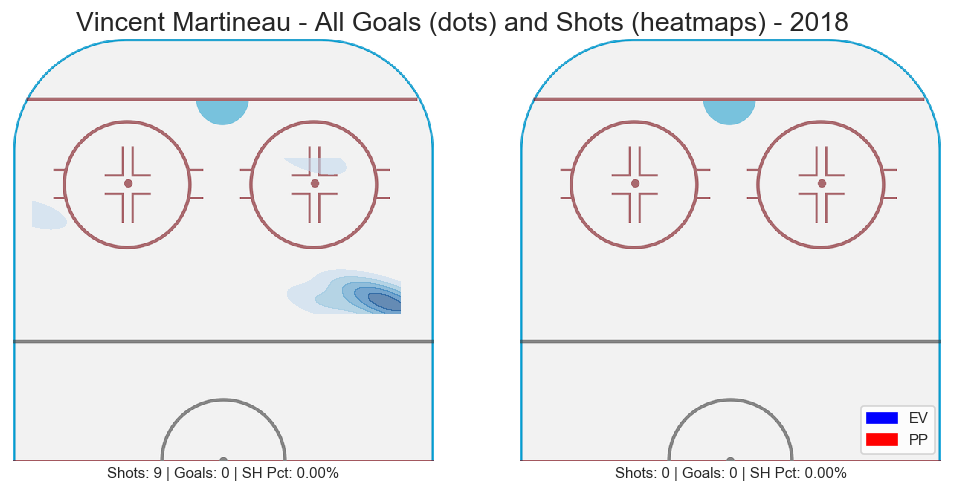 Vincent Martineau - All Goals (dots) and Shots (heatmaps) - 2018
EV
PP
Shots: 9 | Goals: 0 | SH Pct: 0.00%
Shots: 0 | Goals: 0 | SH Pct: 0.00%